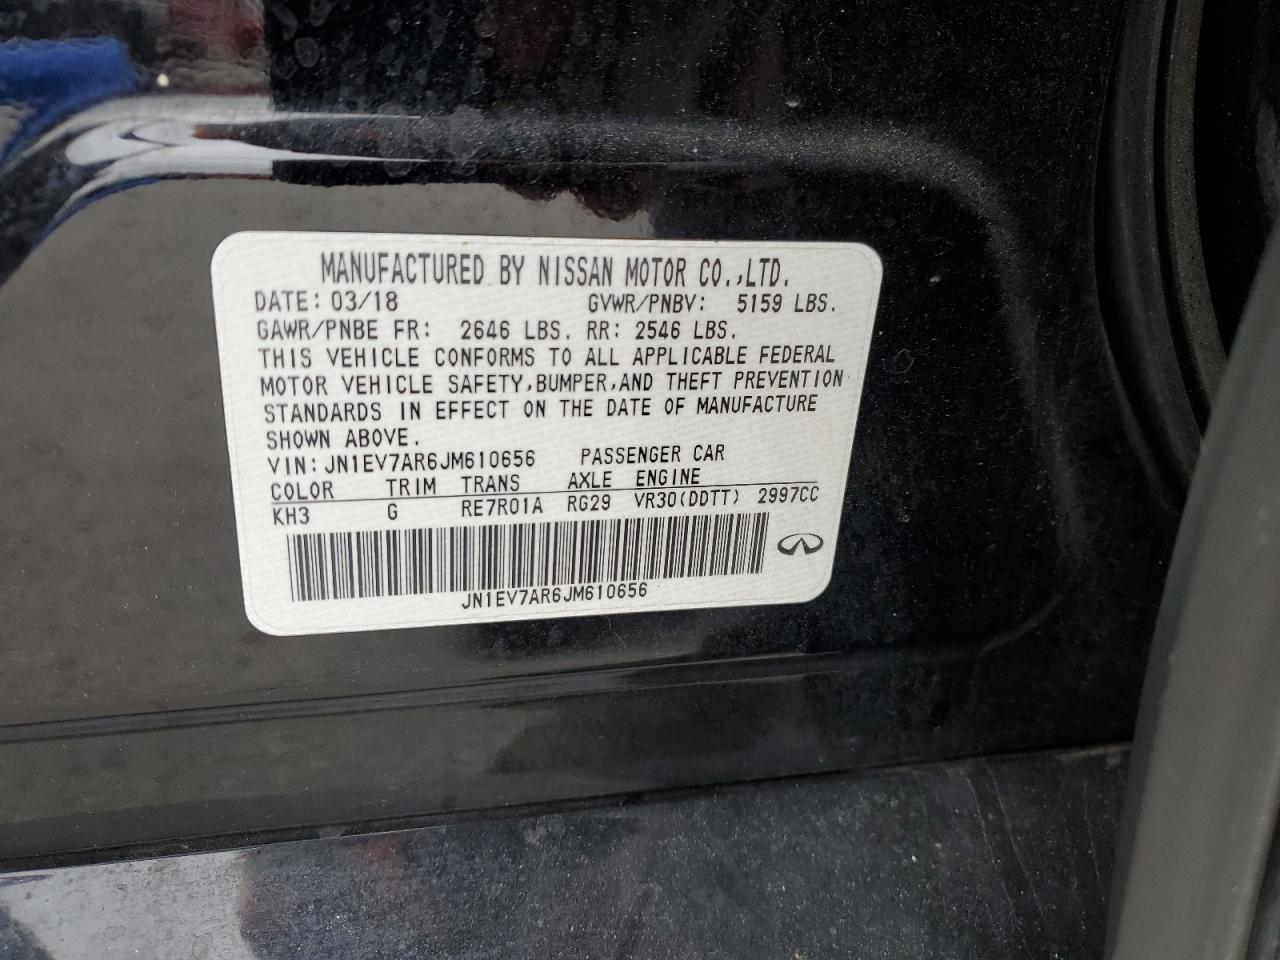 MANUFACTURED BY NISSAN MOTOR CO.,LTD.
DATE: 03/18 GVWR/PNBV: 5159 LBS.
GAWR/PNBE FR: 2646 LBS. RR: 2546 LBS.
THIS VEHICLE CONFORMS TO ALL APPLICABLE FEDERAL
MOTOR VEHICLE SAFETY,BUMPER,AND THEFT PREVENTION
STANDARDS IN EFFECT ON THE DATE OF MANUFACTURE
SHOWN ABOVE.
VIN:JN1EV7AR6JM610656 PASSENGER CAR
COLOR TRIM TRANS AXLE ENGINE
KH3 G RE7R01A RG29 VR30(DDTT) 2997CC
JN1EV7AR6JM610656